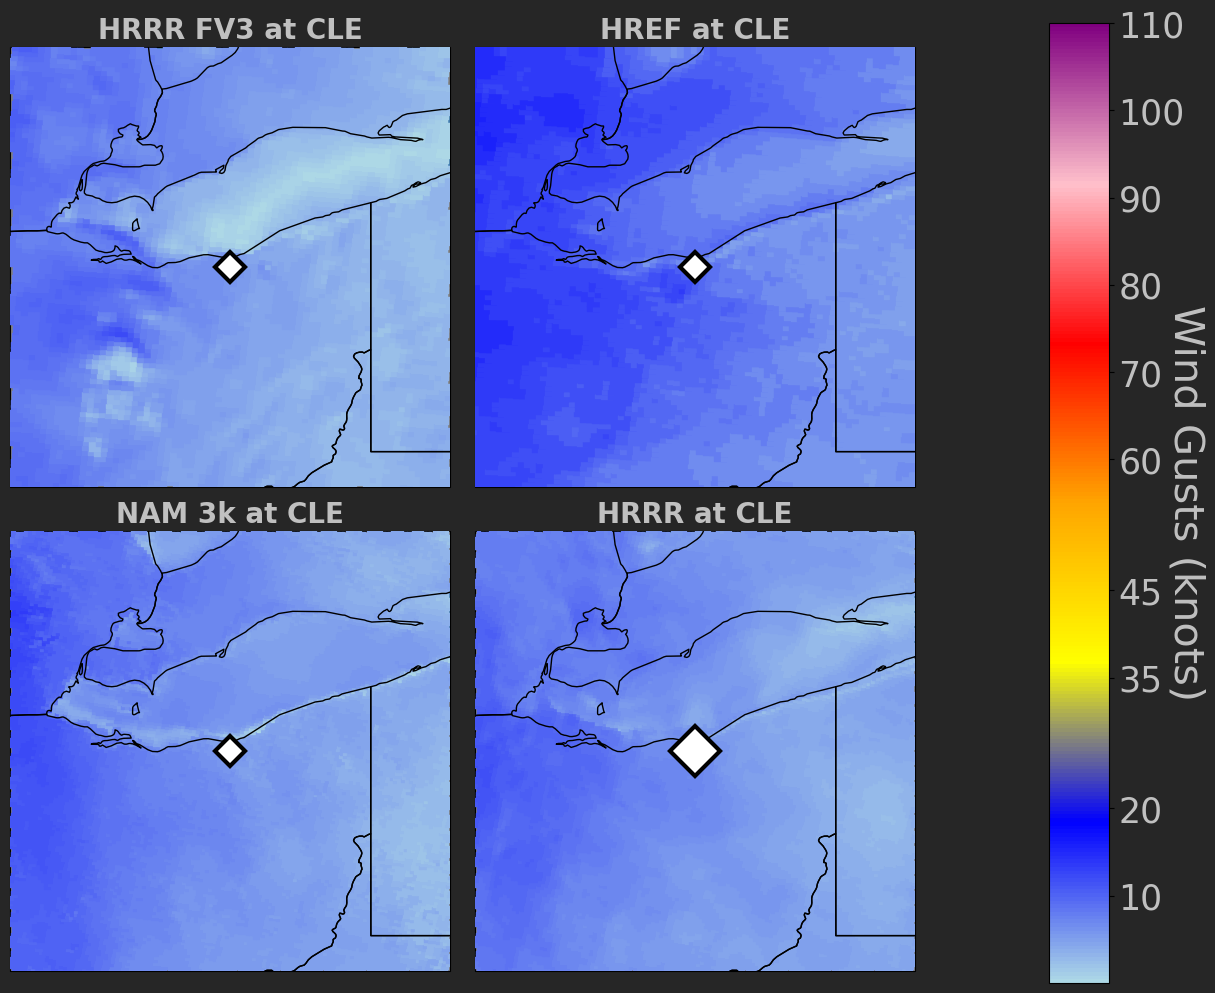 HRRR FV3 at CLE
HREF at CLE
NAM 3k at CLE
HRRR at CLE
110
100
90
80
70
60
45
35
20
10
Wind Gusts (knots)